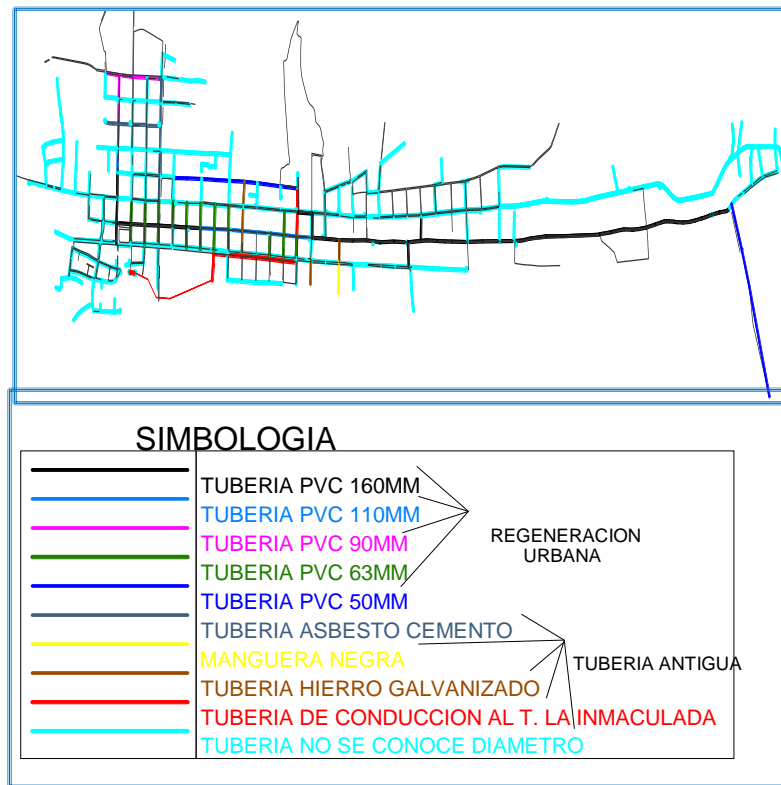 SIMBOLOGIA
TUBERIA PVC 160MM
TUBERIA PVC 110MM
TUBERIA PVC 90MM
TUBERIA PVC 63MM
TUBERIA PVC 50MM
TUBERIA ASBESTO CEMENTO
MANGUERA NEGRA
TUBERIA HIERRO GALVANIZADO
TUBERIA DE CONDUCCION AL T. LA INMACULADA
TUBERIA NO SE CONOCE DIAMETRO
REGENERACION
URBANA
TUBERIA ANTIGUA